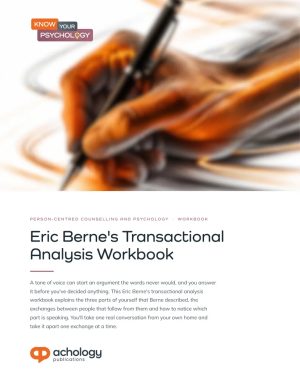 KNOW YOUR
PSYCHOLOGY
PERSON-CENTRED COUNSELLING AND PSYCHOLOGY · WORKBOOK
Eric Berne's Transactional
Analysis Workbook
A tone of voice can start an argument the words never would, and you answer
it before you've decided anything. This Eric Berne's transactional analysis
workbook explains the three parts of yourself that Berne described, the
exchanges between people that follow from them and how to notice which
part is speaking. You'll take one real conversation from your own home and
take it apart one exchange at a time.
achology
publications